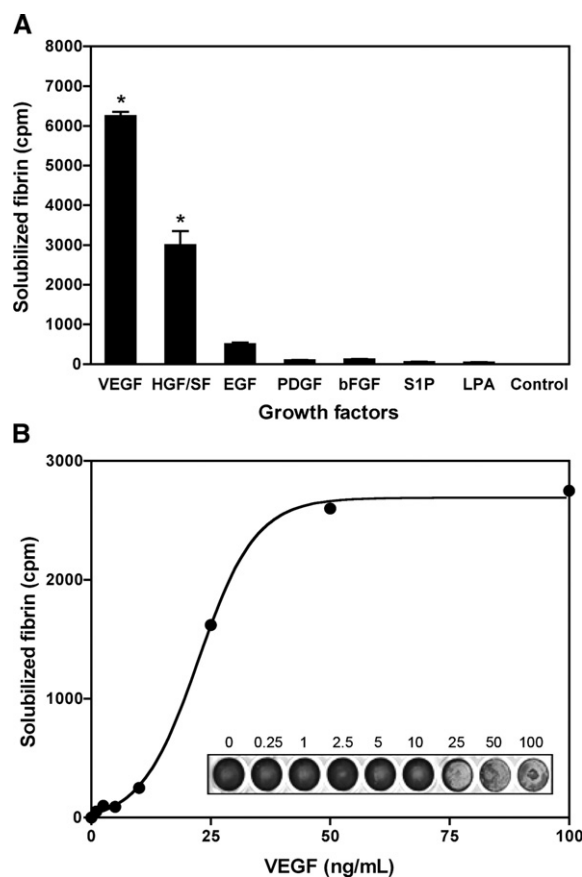 A
Solubilized fibrin (cpm)
8000
7000
6000
5000
4000
3000
2000
1000
0
*
*
VEGF HGF/SF EGF PDGF bFGF S1P LPA Control
Growth factors
B
Solubilized fibrin (cpm)
3000
2000
1000
0
0 0.25 1 2.5 5 10 25 50 100
0 25 50 75 100
VEGF (ng/mL)